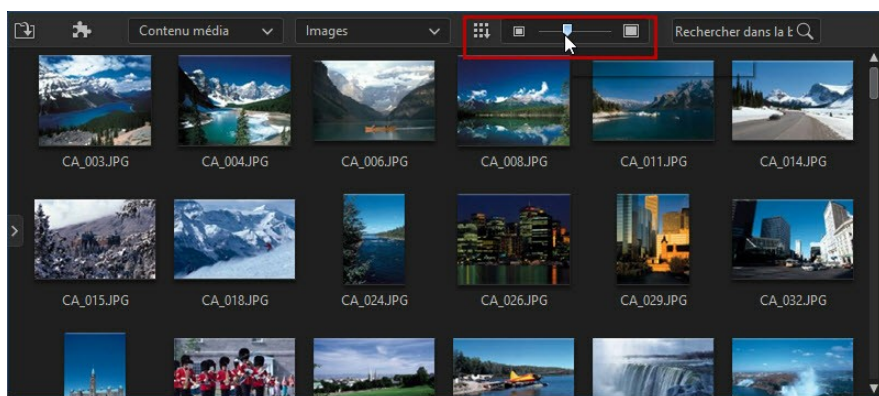 Contenu média
Images
Rechercher dans la b
CA_003.JPG
CA_004.JPG
CA_006.JPG
CA_008.JPG
CA_011.JPG
CA_014.JPG
CA_015.JPG
CA_018.JPG
CA_024.JPG
CA_026.JPG
CA_029.JPG
CA_032.JPG